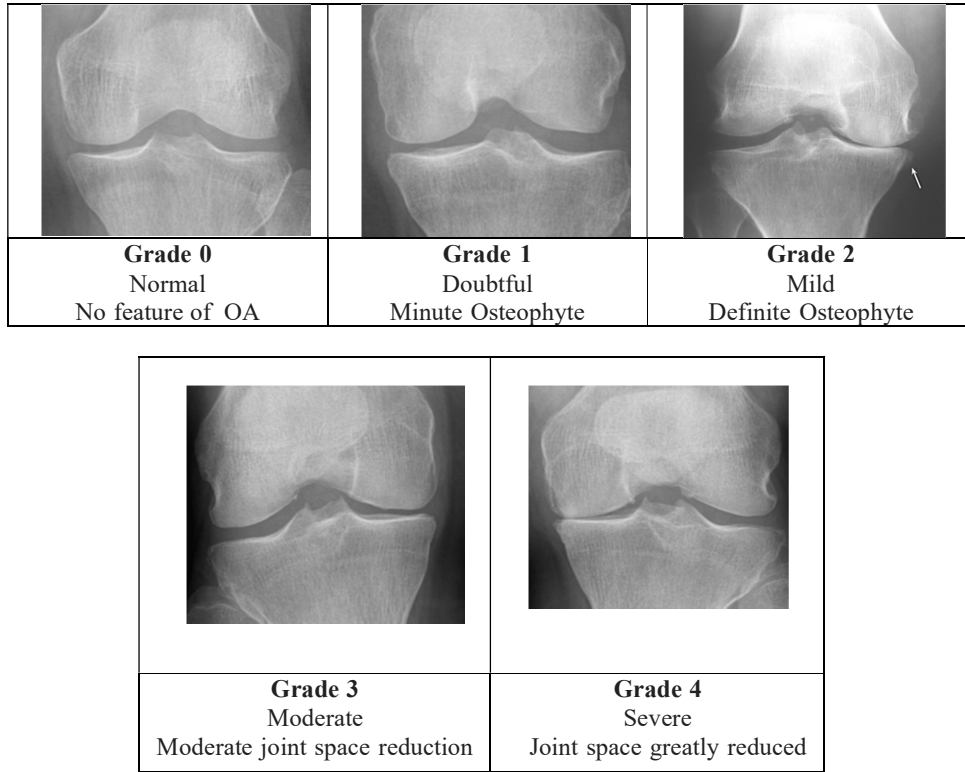 Grade 0
Normal
No feature of OA
Grade 1
Doubtful
Minute Osteophyte
Grade 2
Mild
Definite Osteophyte
Grade 3
Moderate
Moderate joint space reduction
Grade 4
Severe
Joint space greatly reduced